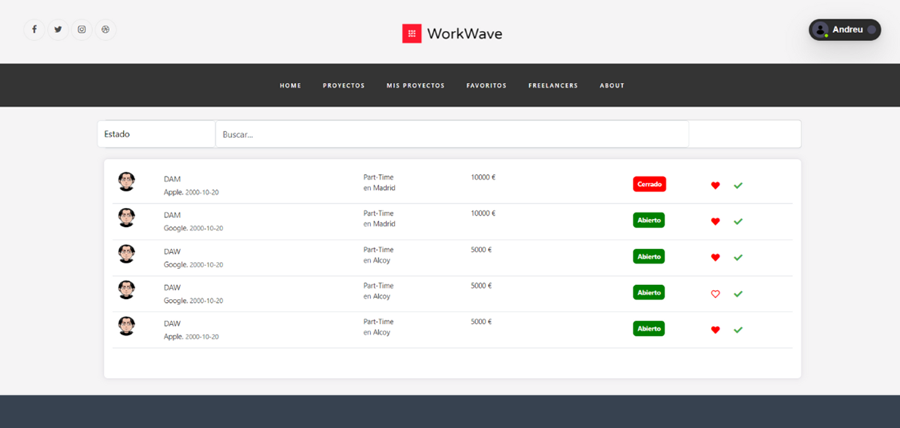 WorkWave
Andreu
HOME PROYECTOS MIS PROYECTOS FAVORITOS FREELANCERS ABOUT
Estado Buscar...
DAM Part-Time 10000 € Cerrado
Apple. 2000-10-20 en Madrid
DAM Part-Time 10000 € Abierto
Google. 2000-10-20 en Madrid
DAW Part-Time 5000 € Abierto
Google. 2000-10-20 en Alcoy
DAW Part-Time 5000 € Abierto
Google. 2000-10-20 en Alcoy
DAW Part-Time 5000 € Abierto
Apple. 2000-10-20 en Alcoy